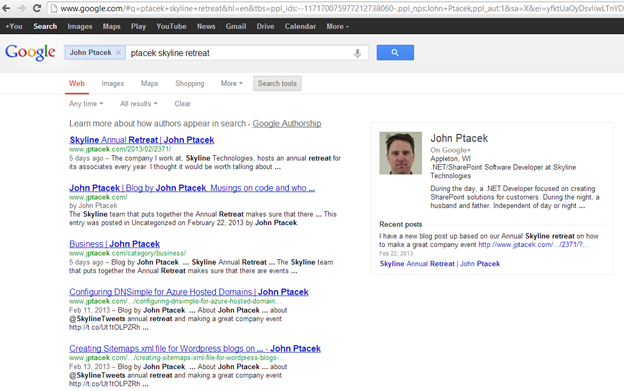 www.google.com/#q=ptacek+skyline+retreat&hl=en&tbs=ppl_ids:--117170075977212738060-,ppl_nps:John+Ptacek,ppl_aut:1&sa=X&ei=yfktUaOyDsvIiwLTnYD
+You Search Images Maps Play YouTube News Gmail Drive Calendar More
Google John Ptacek × ptacek skyline retreat
Web Images Maps Shopping More Search tools
Any time All results Clear
Learn more about how authors appear in search - Google Authorship
Skyline Annual Retreat | John Ptacek
www.jptacek.com/2013/02/2371/
5 days ago – The company I work at, Skyline Technologies, hosts an annual retreat for
its associates every year. I thought it would be worth talking about ...
John Ptacek | Blog by John Ptacek. Musings on code and who ...
www.jptacek.com/
by John Ptacek
The Skyline team that puts together the Annual Retreat makes sure that there ... This
entry was posted in Uncategorized on February 22, 2013 by John Ptacek.
Business | John Ptacek
www.jptacek.com/category/business/
5 days ago – Blog by John Ptacek. ... Skyline Annual Retreat ... The Skyline team
that puts together the Annual Retreat makes sure that there are events ...
Configuring DNSimple for Azure Hosted Domains | John Ptacek
www.jptacek.com/.../configuring-dnsimple-for-azure-hosted-domain...
Feb 11, 2013 – Blog by John Ptacek. ... About John Ptacek ... about
@SkylineTweets annual retreat and making a great company event
http://t.co/Ut1tOLPZRh ...
Creating Sitemaps.xml file for Wordpress blogs on ... - John Ptacek
www.jptacek.com/.../creating-sitemaps-xml-file-for-wordpress-blogs-...
Feb 13, 2013 – Blog by John Ptacek. ... About John Ptacek ... about
@SkylineTweets annual retreat and making a great company event
http://t.co/Ut1tOLPZRh ...
John Ptacek
On Google+
Appleton, WI
.NET/SharePoint Software Developer at Skyline
Technologies
During the day, a .NET Developer focused on creating
SharePoint solutions for customers. During the night, a
husband and father. Independent of day or night ...
Recent posts
I have a new blog post up based on our Annual Skyline retreat on how
to make a great company event http://www.jptacek.com/.../2371/?...
Feb 22, 2013
Skyline Annual Retreat | John Ptacek